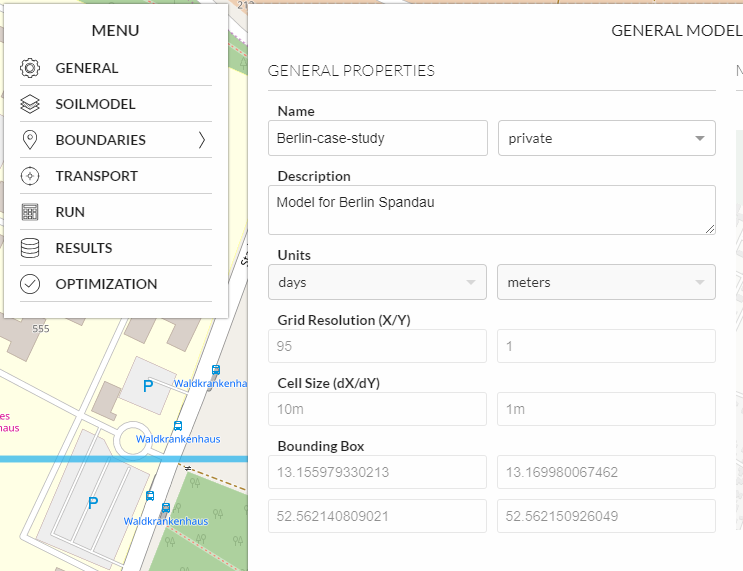 MENU
GENERAL
SOILMODEL
BOUNDARIES
TRANSPORT
RUN
RESULTS
OPTIMIZATION
GENERAL MODEL
GENERAL PROPERTIES
Name
Berlin-case-study
private
Description
Model for Berlin Spandau
Units
days
meters
Grid Resolution (X/Y)
95
1
Cell Size (dX/dY)
10m
1m
Bounding Box
13.155979330213
13.169980067462
52.562140809021
52.562150926049
555
P
Waldkrankenha
es
haus
Waldkrankenhaus
P
Waldkrankenhaus